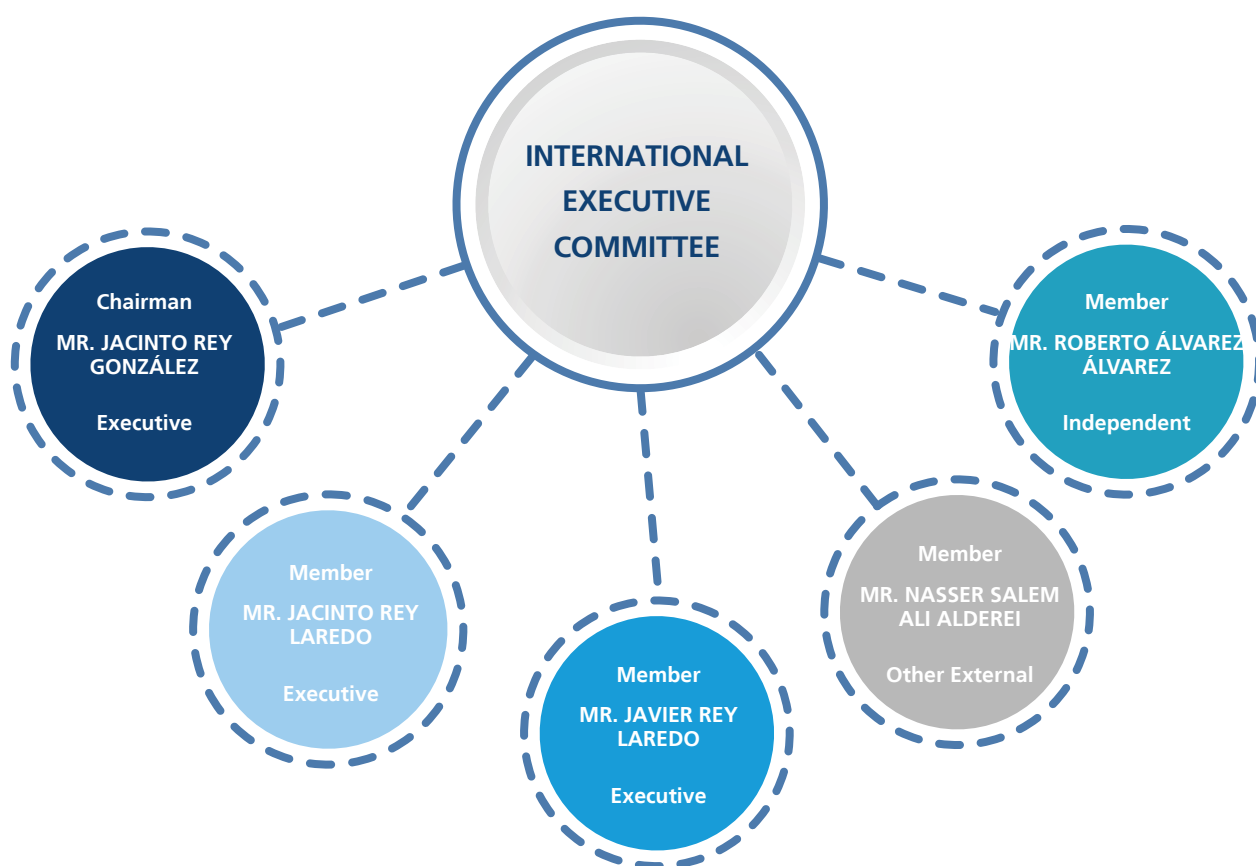 INTERNATIONAL
EXECUTIVE
COMMITTEE
Chairman
MR. JACINTO REY
GONZÁLEZ
Executive
Member
MR. JACINTO REY
LAREDO
Executive
Member
MR. JAVIER REY
LAREDO
Executive
Member
MR. NASSER SALEM
ALI ALDEREI
Other External
Member
MR. ROBERTO ÁLVAREZ
ÁLVAREZ
Independent